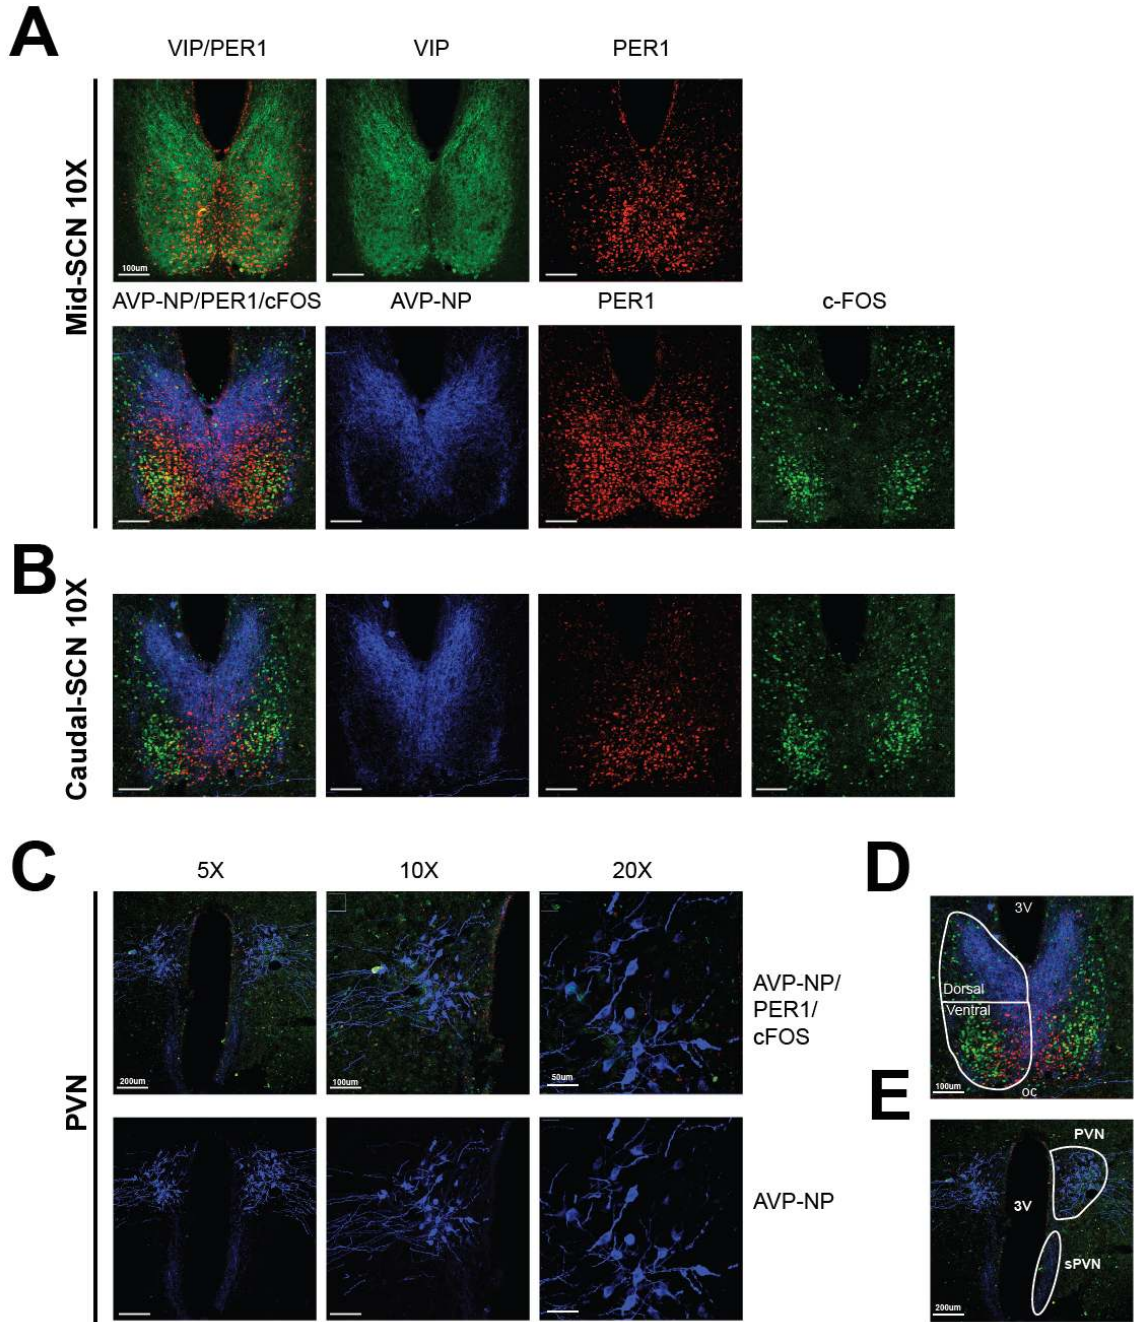 A
VIP/PER1
VIP
PER1
Mid-SCN 10X
100um
AVP-NP/PER1/cFOS
AVP-NP
PER1
c-FOS
B
Caudal-SCN 10X
C
5X
10X
20X
PVN
200um
100um
50um
AVP-NP/
PER1/
cFOS
AVP-NP
D
3V
Dorsal
Ventral
100um
oc
E
PVN
3V
sPVN
200um